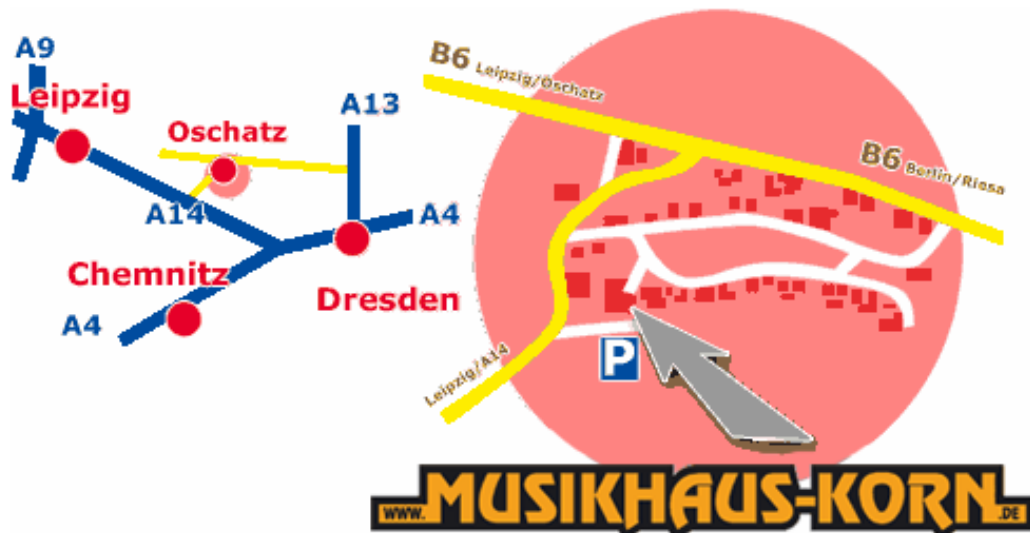 A9
Leipzig
Oschatz
A13
A14
A4
Chemnitz
Dresden
A4
B6 Leipzig/Oschatz
B6 Berlin/Riesa
Leipzig/A14
P
WWW.MUSIKHAUS-KORN.DE